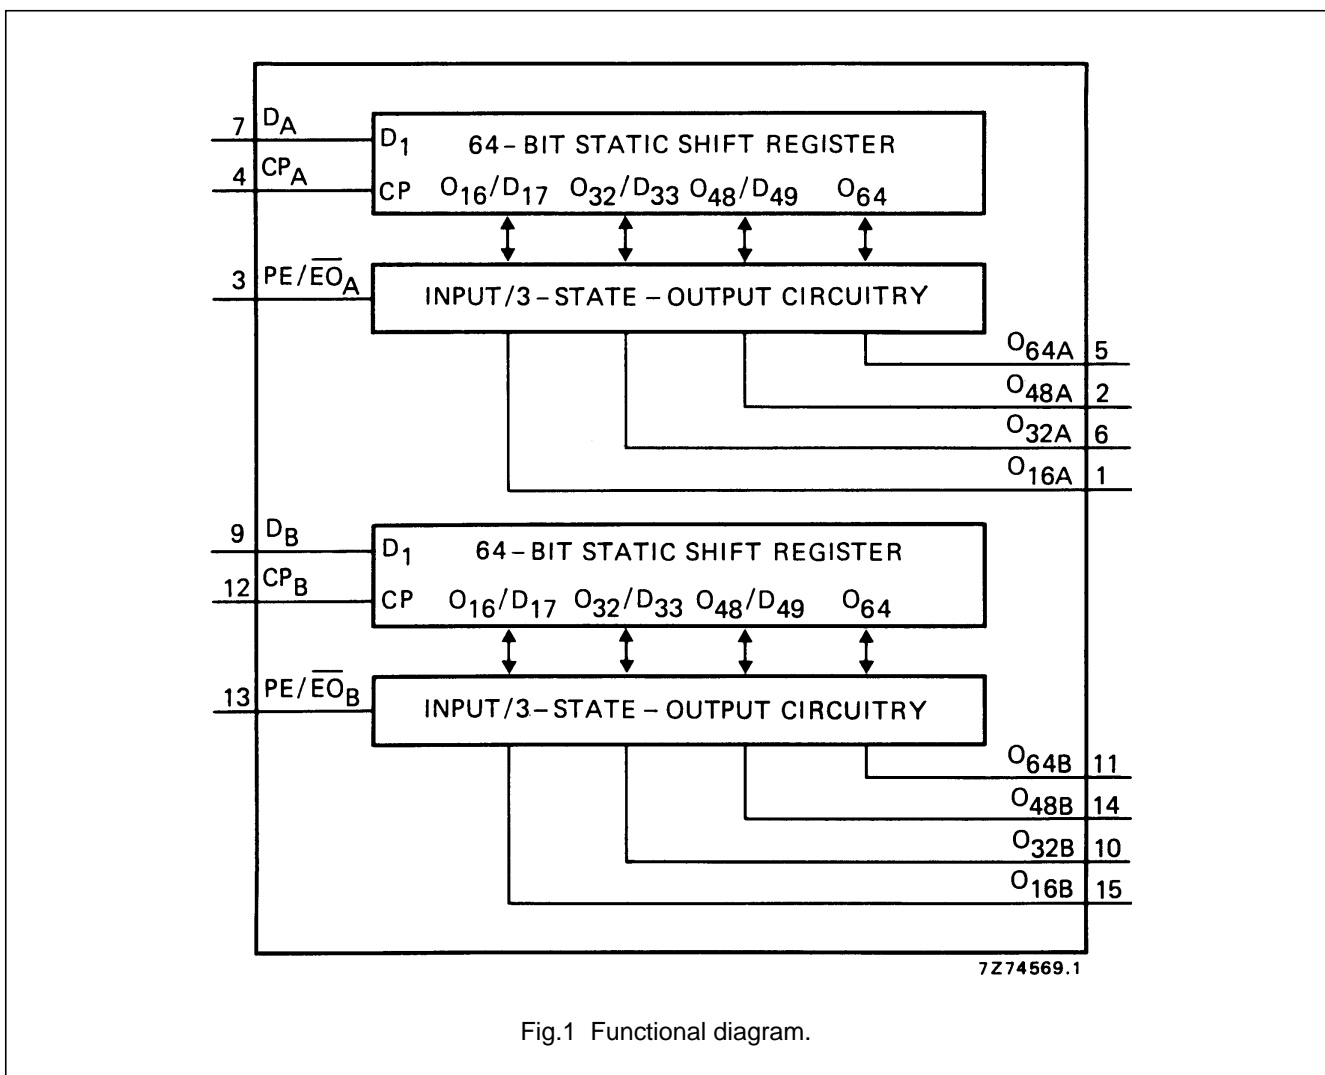 7 DA
D1 64-BIT STATIC SHIFT REGISTER
4 CPA
CP O16/D17 O32/D33 O48/D49 O64
3 PE/E̅O̅A
INPUT/3-STATE-OUTPUT CIRCUITRY
O64A 5
O48A 2
O32A 6
O16A 1
9 DB
D1 64-BIT STATIC SHIFT REGISTER
12 CPB
CP O16/D17 O32/D33 O48/D49 O64
13 PE/E̅O̅B
INPUT/3-STATE-OUTPUT CIRCUITRY
O64B 11
O48B 14
O32B 10
O16B 15
7Z74569.1
Fig.1 Functional diagram.